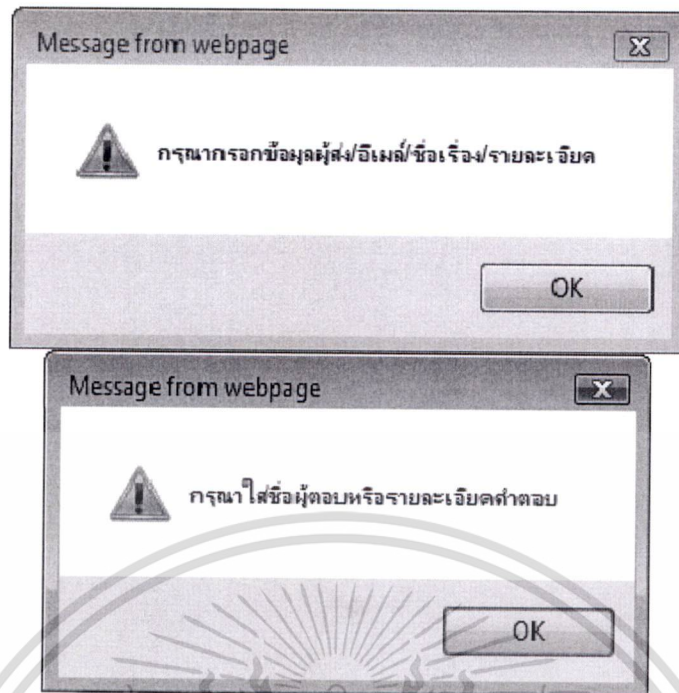 Message from webpage
กรุณากรอกข้อมูลผู้ส่ง/อีเมล์/ชื่อเรื่อง/รายละเอียด
OK
Message from webpage
กรุณาใส่ชื่อผู้ตอบหรือรายละเอียดคำตอบ
OK